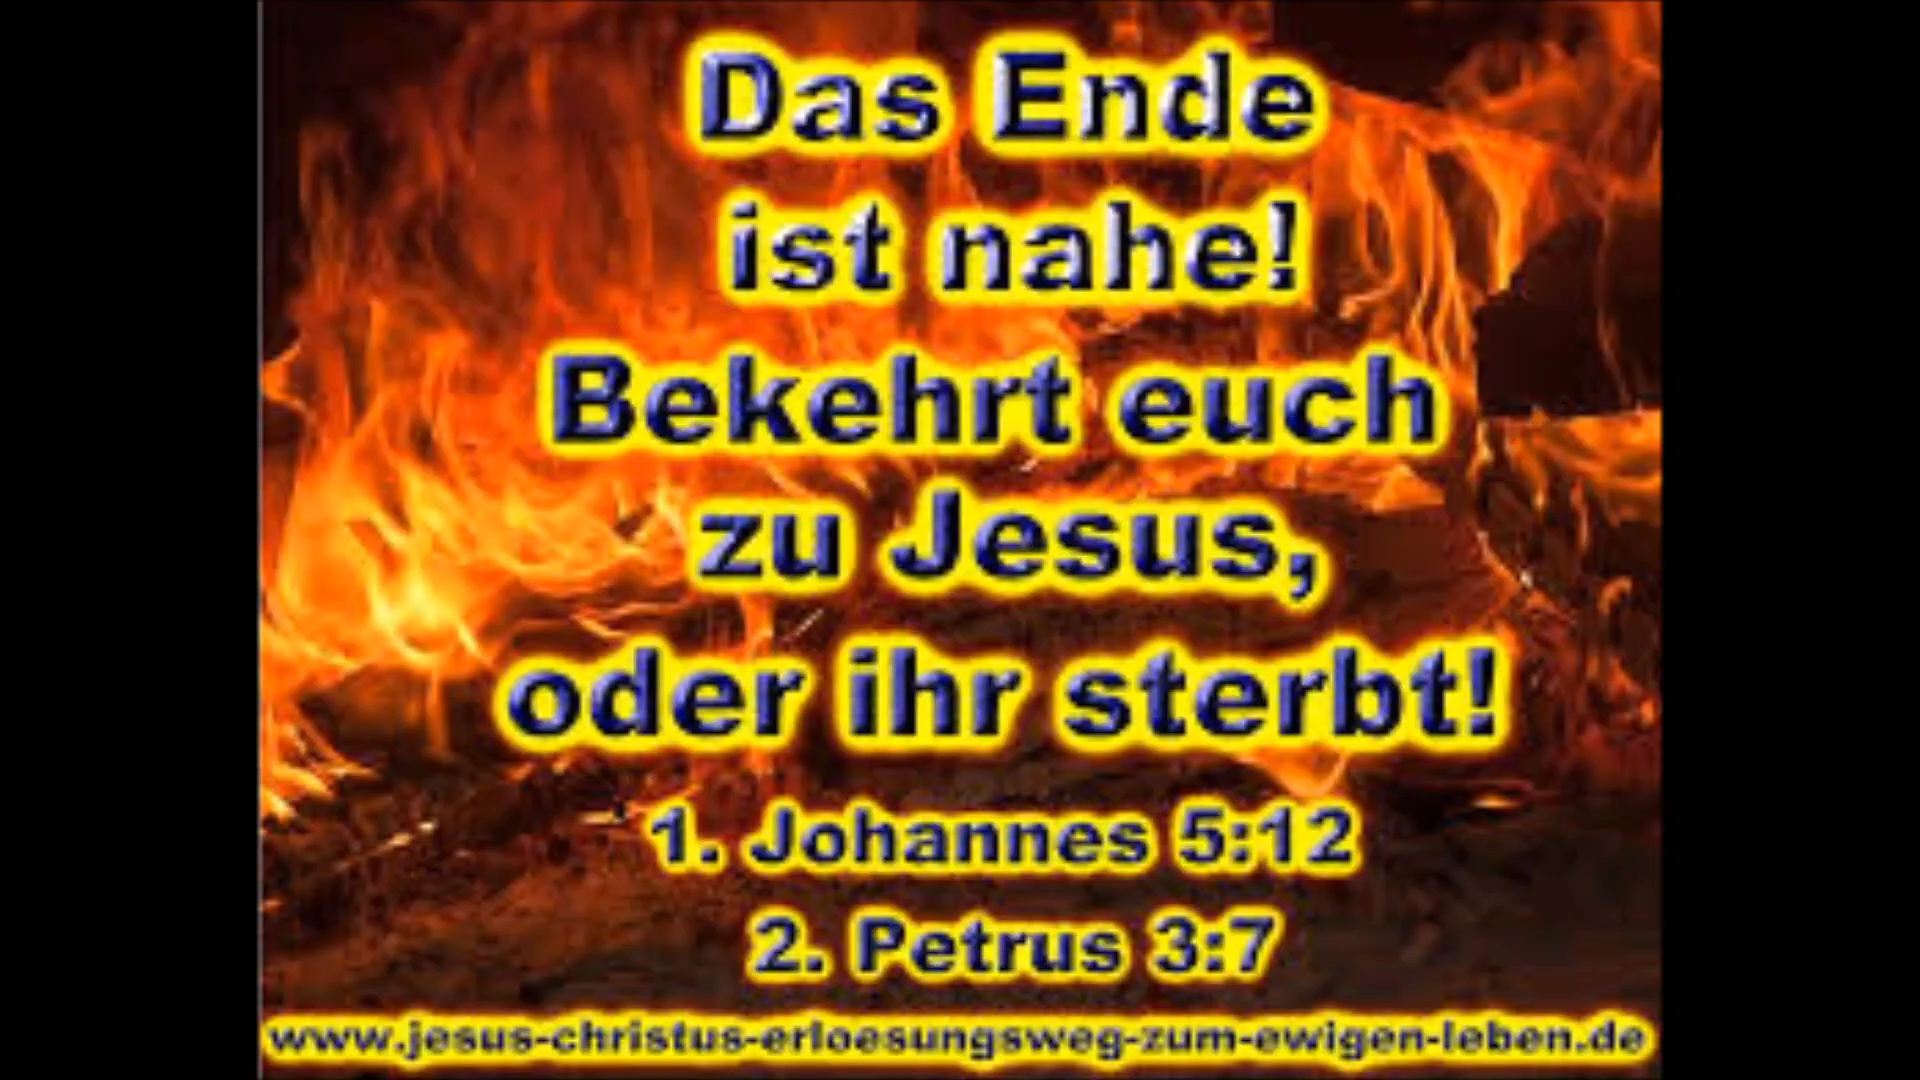 Das Ende
ist nahe!
Bekehrt euch
zu Jesus,
oder ihr sterbt!
1. Johannes 5:12
2. Petrus 3:7
www.jesus-christus-erloesungsweg-zum-ewigen-leben.de